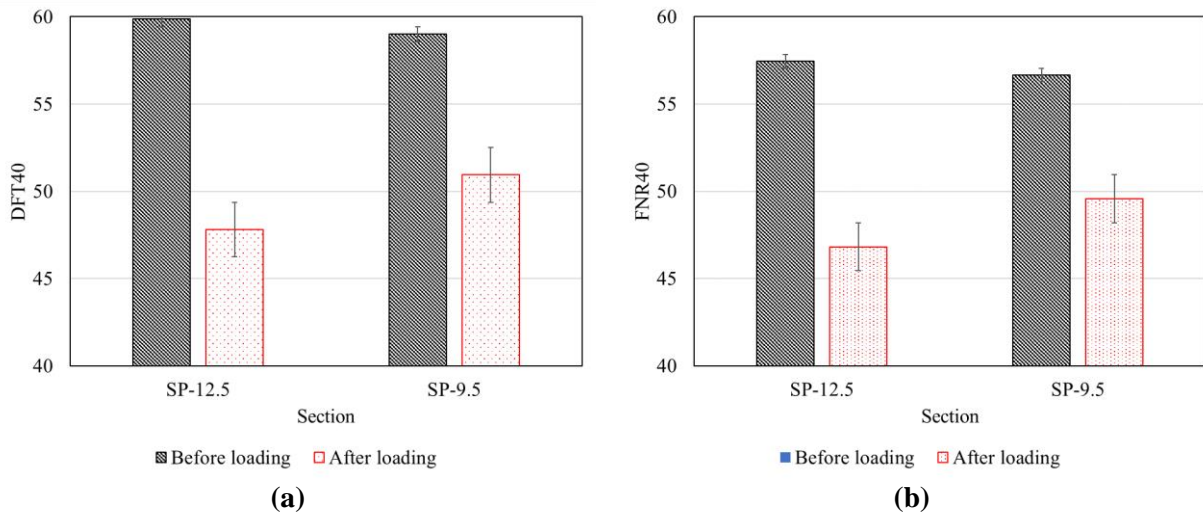 60
55
50
45
40
DFT40
SP-12.5
SP-9.5
Section
Before loading
After loading
(a)
60
55
50
45
40
FNR40
SP-12.5
SP-9.5
Section
Before loading
After loading
(b)